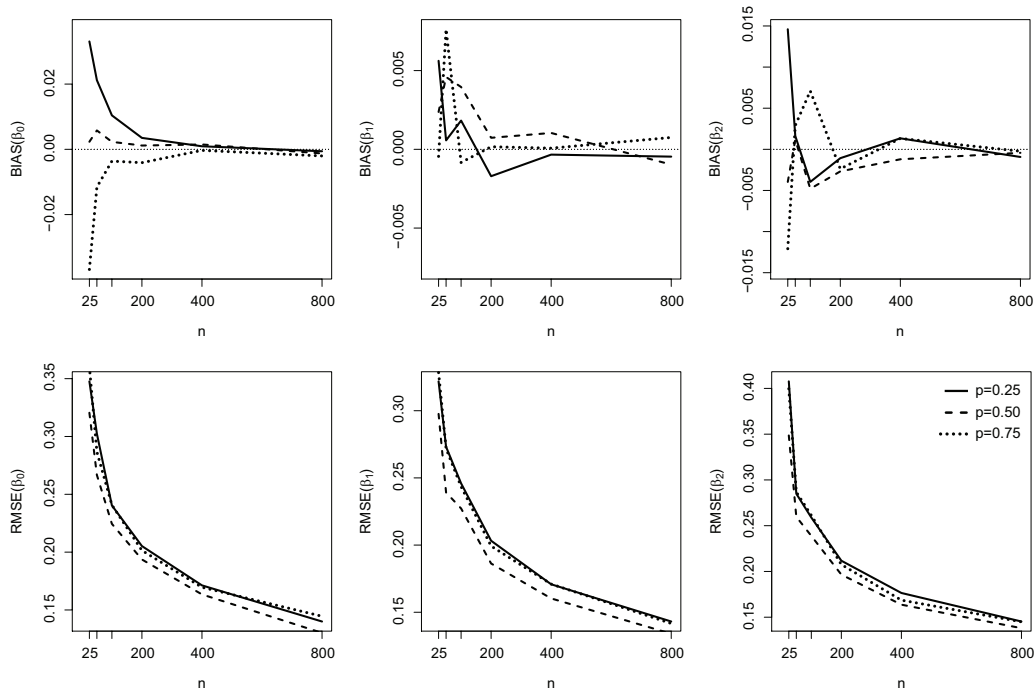 BIAS(β0)
−0.02 0.00 0.02
25 200 400 800
n
BIAS(β1)
−0.005 0.000 0.005
25 200 400 800
n
BIAS(β2)
−0.015 −0.005 0.005 0.015
25 200 400 800
n
RMSE(β0)
0.15 0.20 0.25 0.30 0.35
25 200 400 800
n
RMSE(β1)
0.15 0.20 0.25 0.30
25 200 400 800
n
RMSE(β2)
0.15 0.20 0.25 0.30 0.35 0.40
25 200 400 800
n
p=0.25
p=0.50
p=0.75